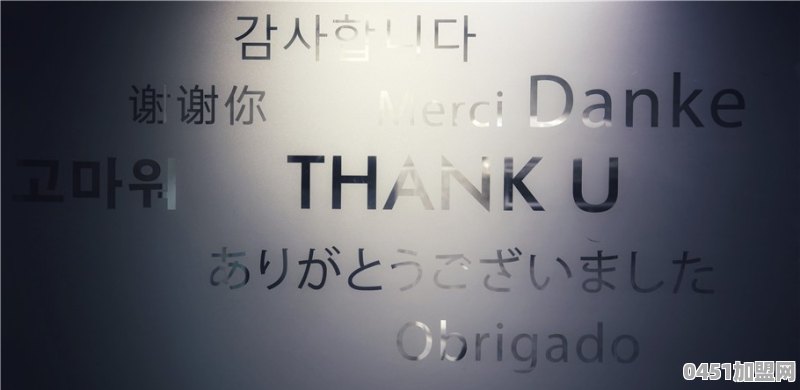 감사합니다
谢谢你 Merci Danke
고마워 THANK U
ありがとうございました
Obrigado
0451加盟网